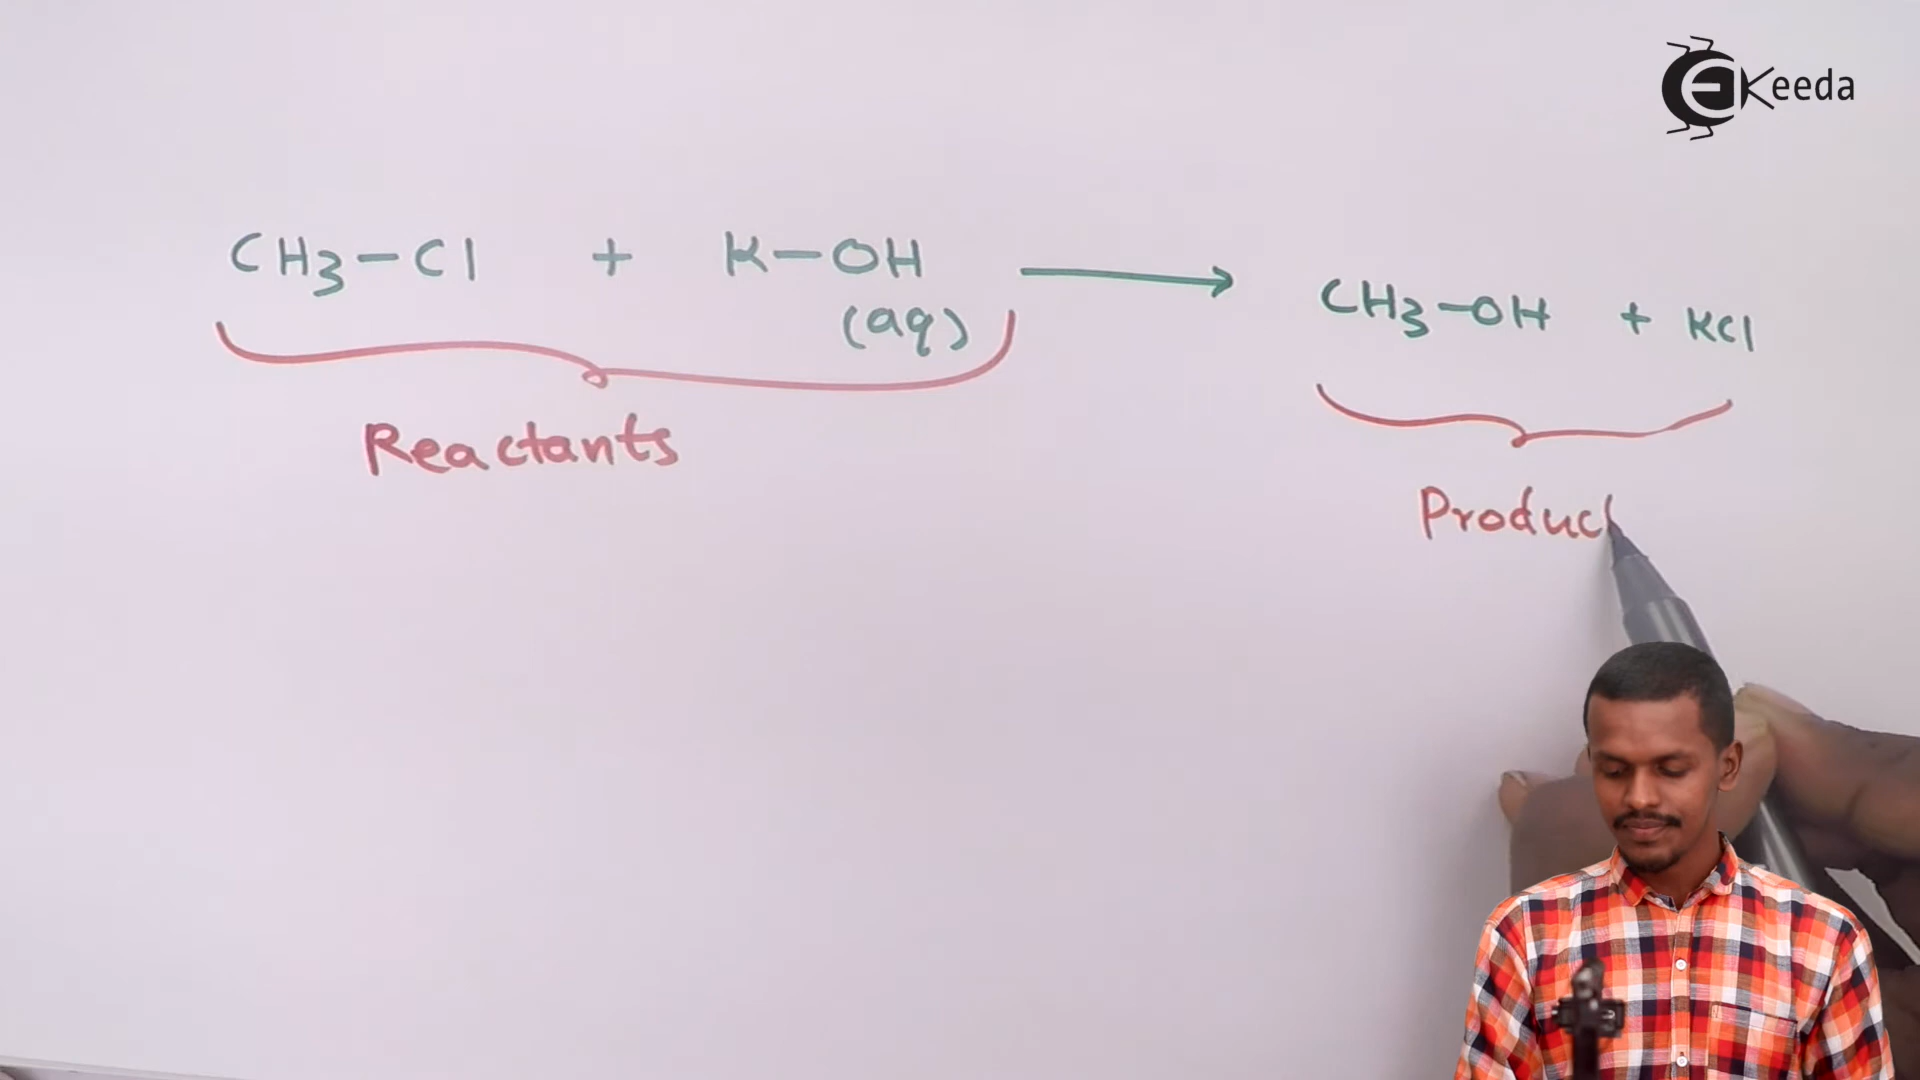 EKeeda
CH3-Cl + K-OH ⟶ CH3-OH + KCl
(aq)
Reactants
Product